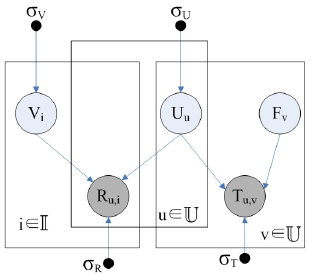 σV σU
Vi Uu Fv
Ru,i Tu,v
i∈𝕀 u∈𝕌 v∈𝕌
σR σT